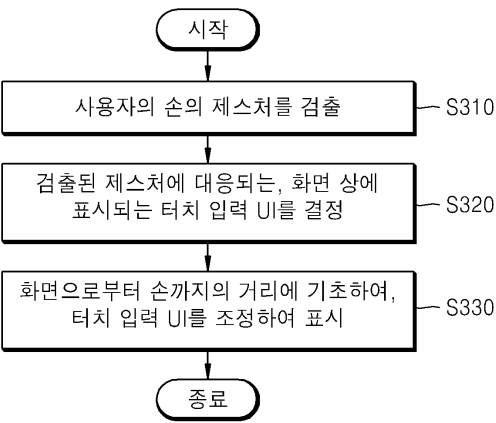 시작
사용자의 손의 제스처를 검출
S310
검출된 제스처에 대응되는, 화면 상에
표시되는 터치 입력 UI를 결정
S320
화면으로부터 손까지의 거리에 기초하여,
터치 입력 UI를 조정하여 표시
S330
종료